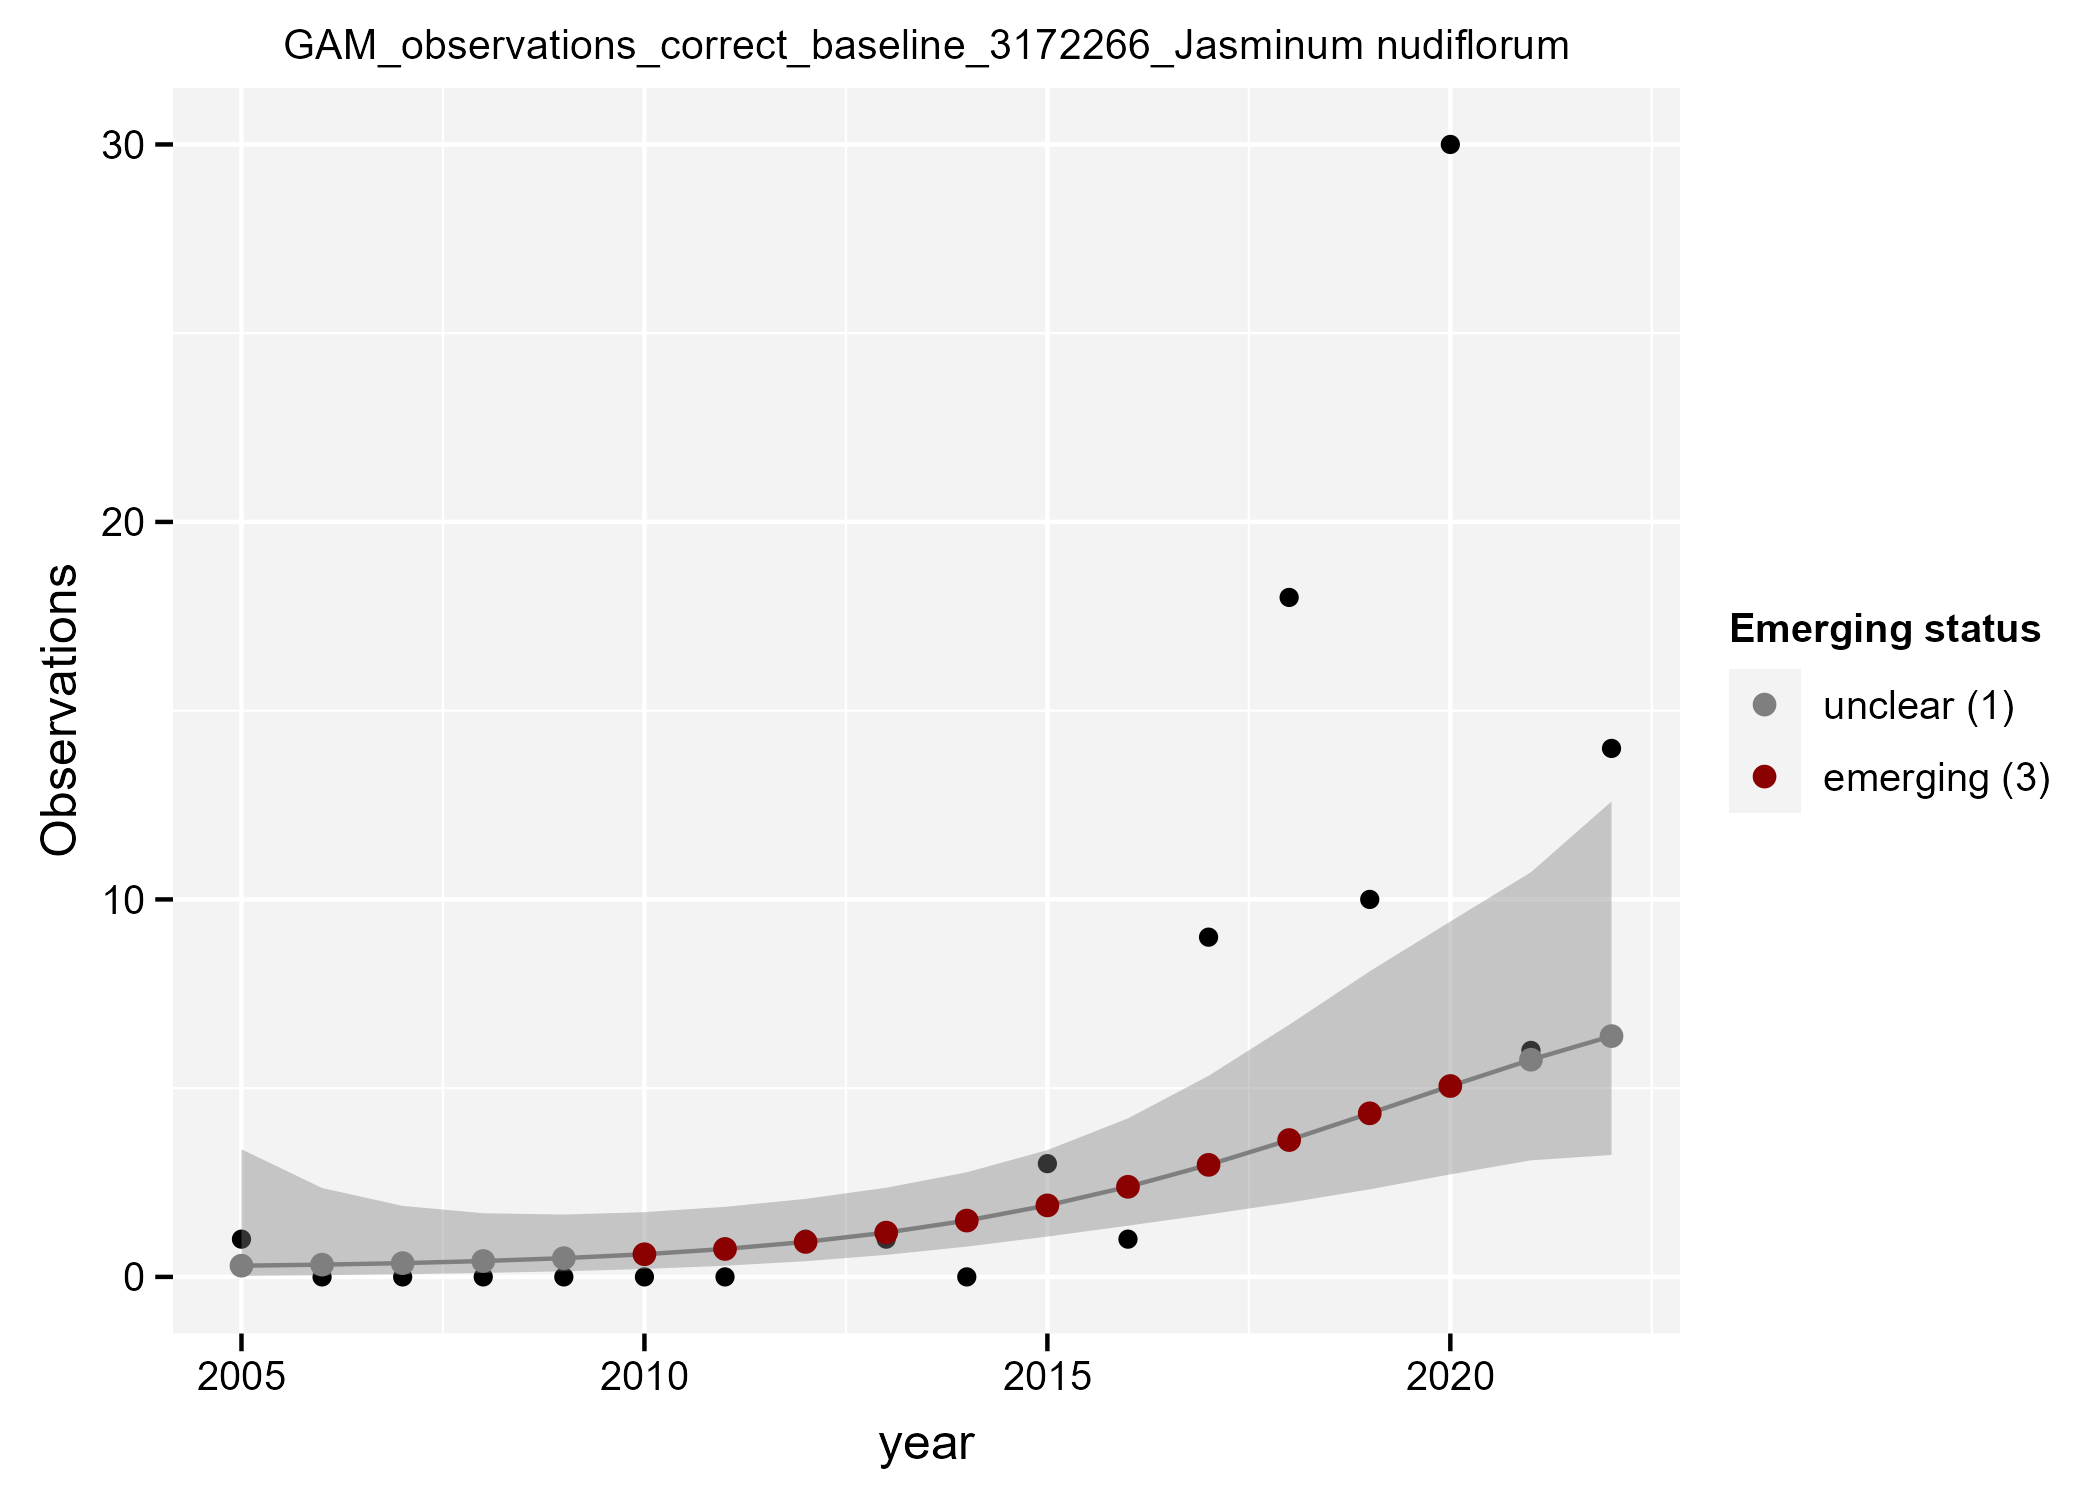 GAM_observations_correct_baseline_3172266_Jasminum nudiflorum
30
20
10
0
Observations
2005
2010
2015
2020
year
Emerging status
unclear (1)
emerging (3)